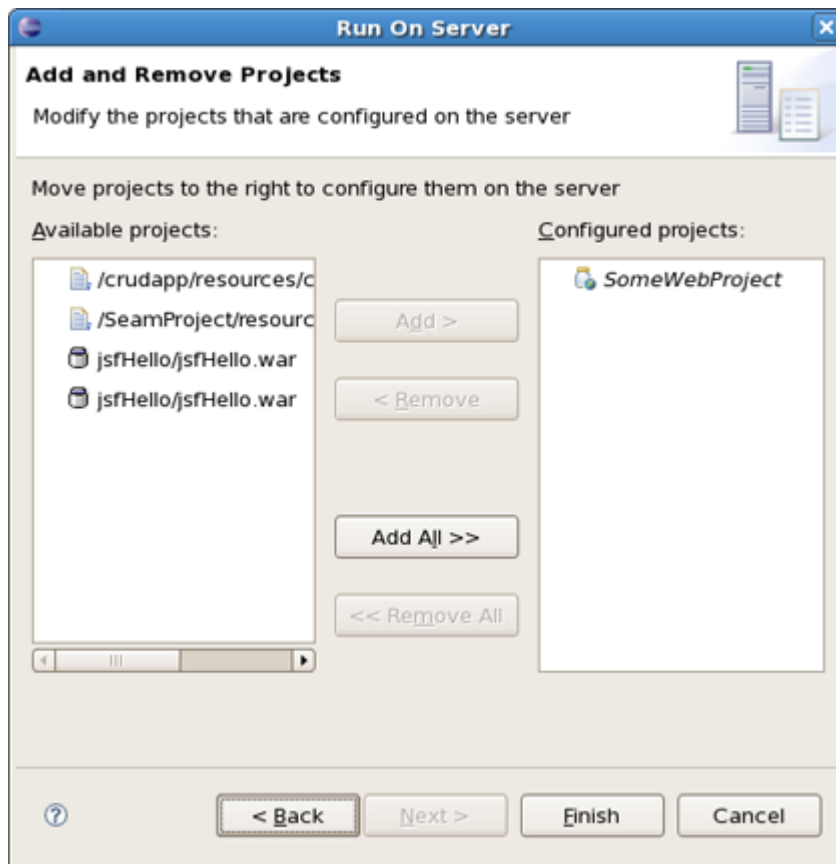 Run On Server
Add and Remove Projects
Modify the projects that are configured on the server
Move projects to the right to configure them on the server
Available projects:
Configured projects:
/crudapp/resources/c
/SeamProject/resourc
jsfHello/jsfHello.war
jsfHello/jsfHello.war
Add >
< Remove
Add All >>
<< Remove All
SomeWebProject
?
< Back
Next >
Finish
Cancel